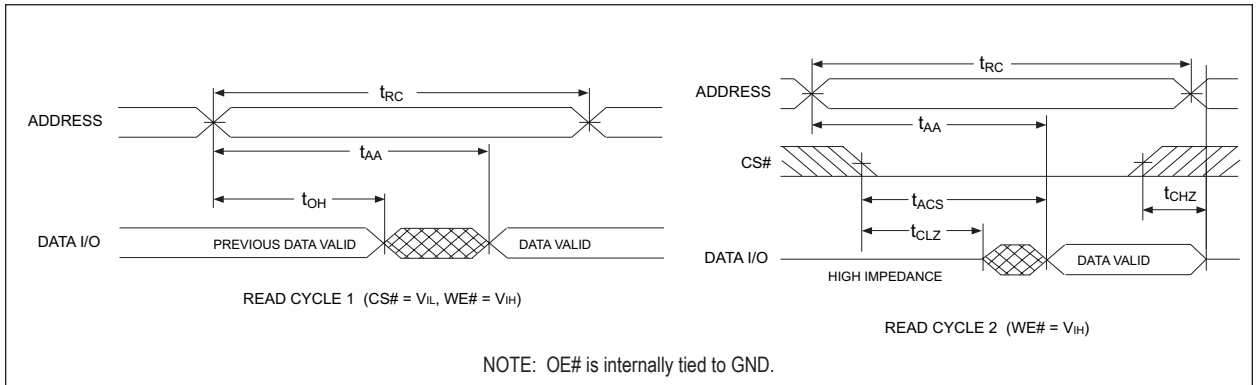 ADDRESS
tRC
tAA
tOH
DATA I/O
PREVIOUS DATA VALID
DATA VALID
READ CYCLE 1 (CS# = VIL, WE# = VIH)
tRC
ADDRESS
tAA
CS#
tACS
tCHZ
tCLZ
DATA I/O
HIGH IMPEDANCE
DATA VALID
READ CYCLE 2 (WE# = VIH)
NOTE: OE# is internally tied to GND.